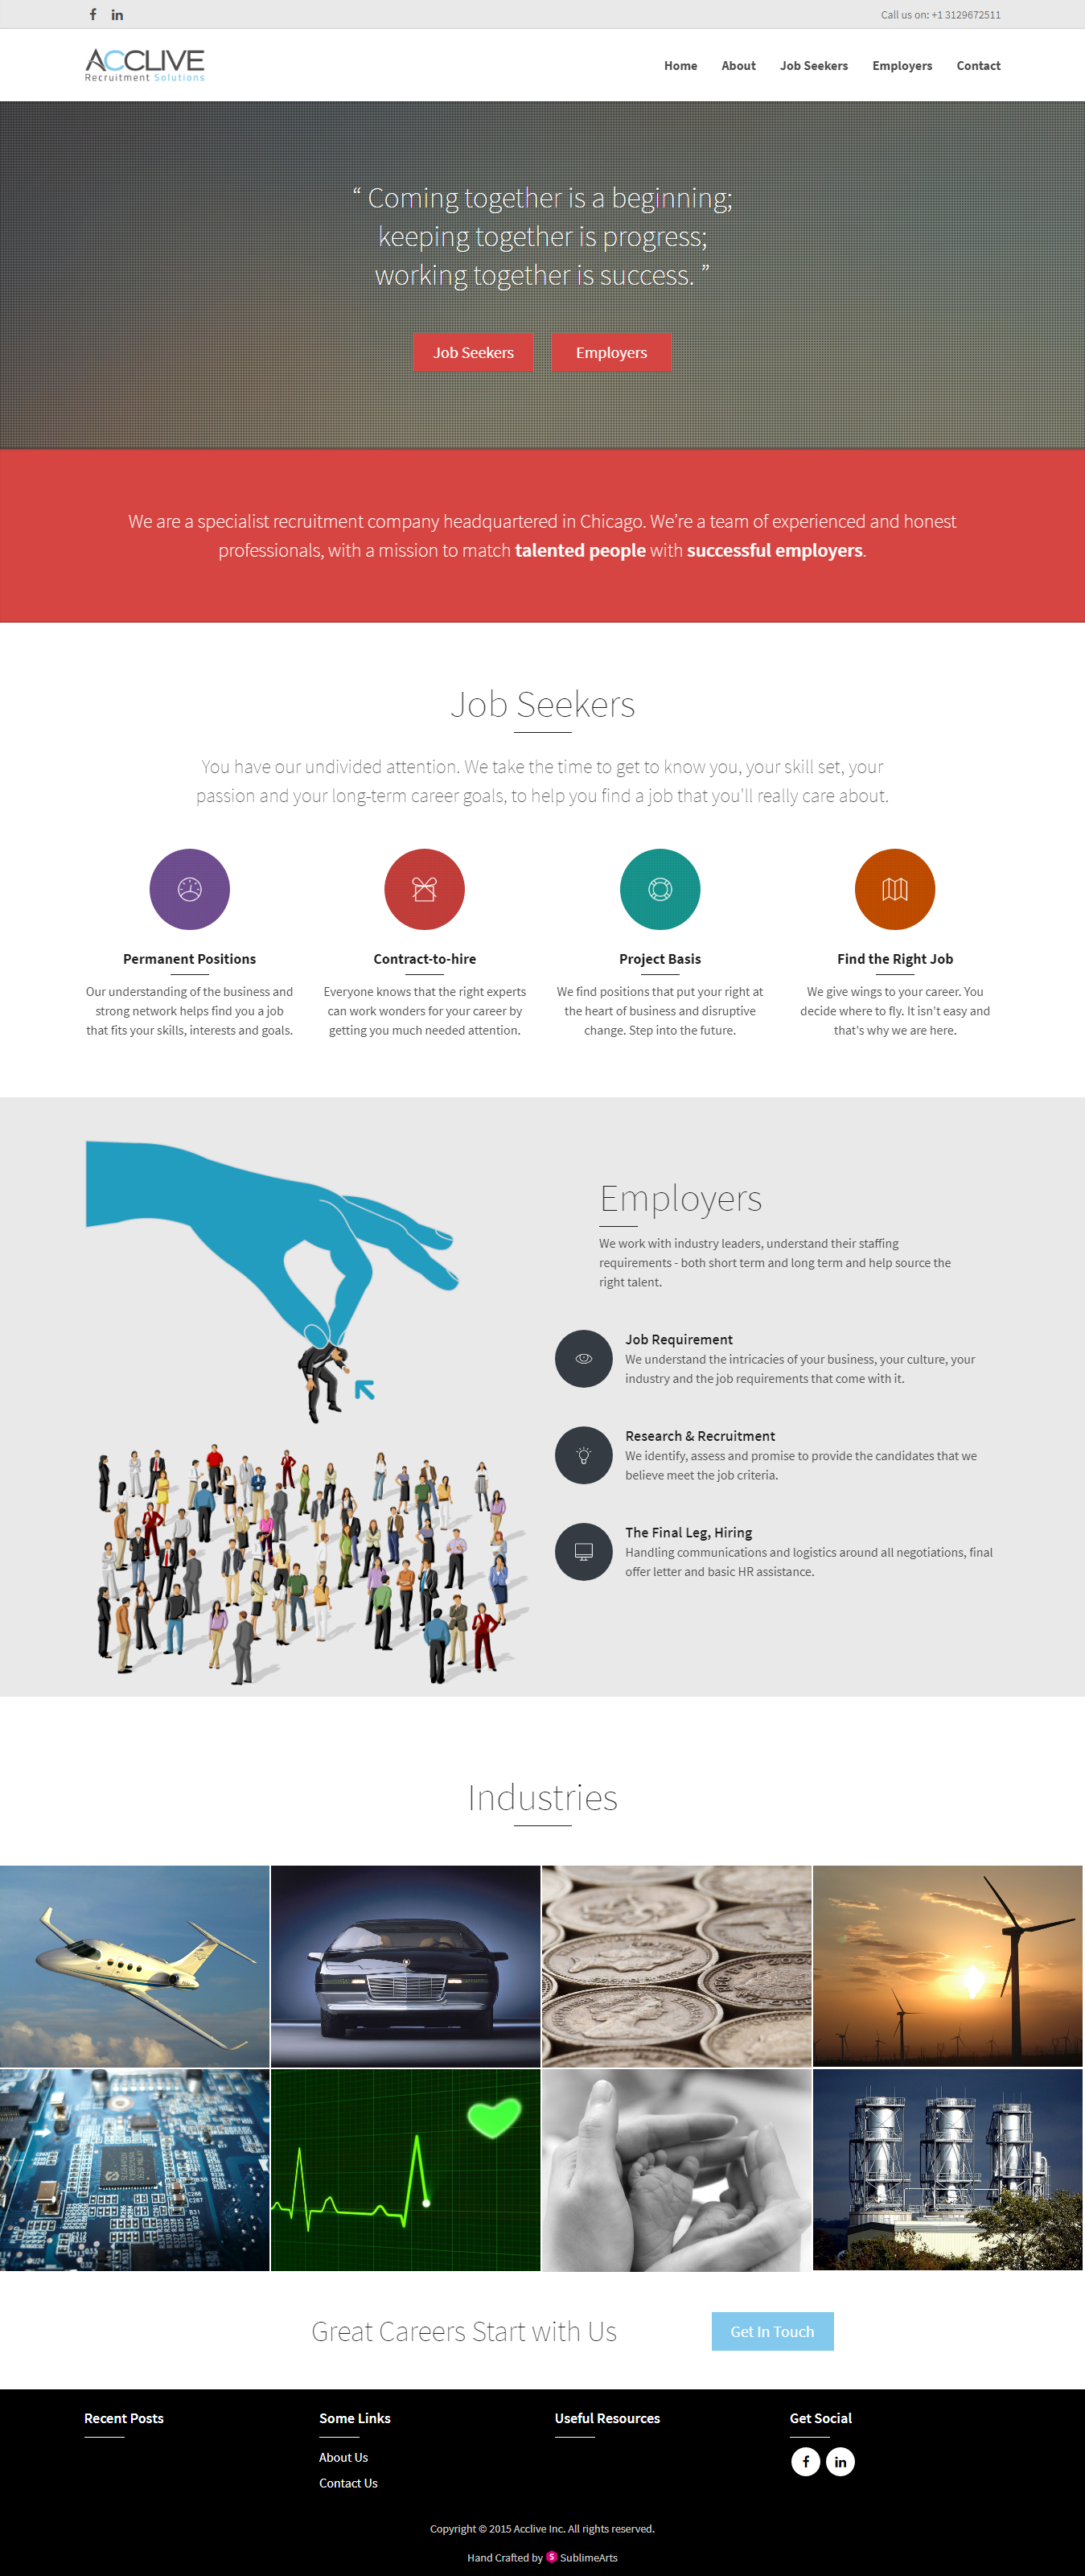 Call us on: +1 3129672511
ACCLIVE
Recruitment Solutions
Home About Job Seekers Employers Contact
“ Coming together is a beginning;
keeping together is progress;
working together is success. ”
Job Seekers Employers
We are a specialist recruitment company headquartered in Chicago. We’re a team of experienced and honest
professionals, with a mission to match talented people with successful employers.
Job Seekers
You have our undivided attention. We take the time to get to know you, your skill set, your
passion and your long-term career goals, to help you find a job that you'll really care about.
Permanent Positions
Our understanding of the business and
strong network helps find you a job
that fits your skills, interests and goals.
Contract-to-hire
Everyone knows that the right experts
can work wonders for your career by
getting you much needed attention.
Project Basis
We find positions that put your right at
the heart of business and disruptive
change. Step into the future.
Find the Right Job
We give wings to your career. You
decide where to fly. It isn't easy and
that's why we are here.
Employers
We work with industry leaders, understand their staffing
requirements - both short term and long term and help source the
right talent.
Job Requirement
We understand the intricacies of your business, your culture, your
industry and the job requirements that come with it.
Research & Recruitment
We identify, assess and promise to provide the candidates that we
believe meet the job criteria.
The Final Leg, Hiring
Handling communications and logistics around all negotiations, final
offer letter and basic HR assistance.
Industries
Great Careers Start with Us
Get In Touch
Recent Posts
Some Links
About Us
Contact Us
Useful Resources
Get Social
Copyright © 2015 Acclive Inc. All rights reserved.
Hand Crafted by SublimeArts